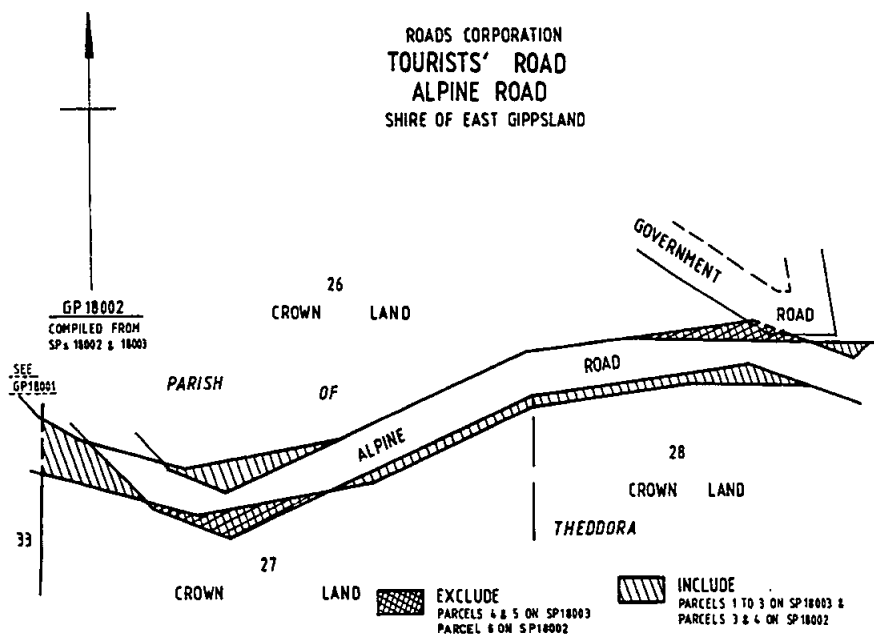 ROADS CORPORATION
TOURISTS' ROAD
ALPINE ROAD
SHIRE OF EAST GIPPSLAND
GOVERNMENT
ROAD
26
CROWN LAND
GP18002
COMPILED FROM
SPs 18002 & 18003
SEE
GP18001
PARISH OF
ROAD
ALPINE
28
CROWN LAND
THEDDORA
33
27
CROWN LAND
EXCLUDE
PARCELS 4 & 5 ON SP18003
PARCEL 6 ON SP18002
INCLUDE
PARCELS 1 TO 3 ON SP18003 &
PARCELS 3 & 4 ON SP18002